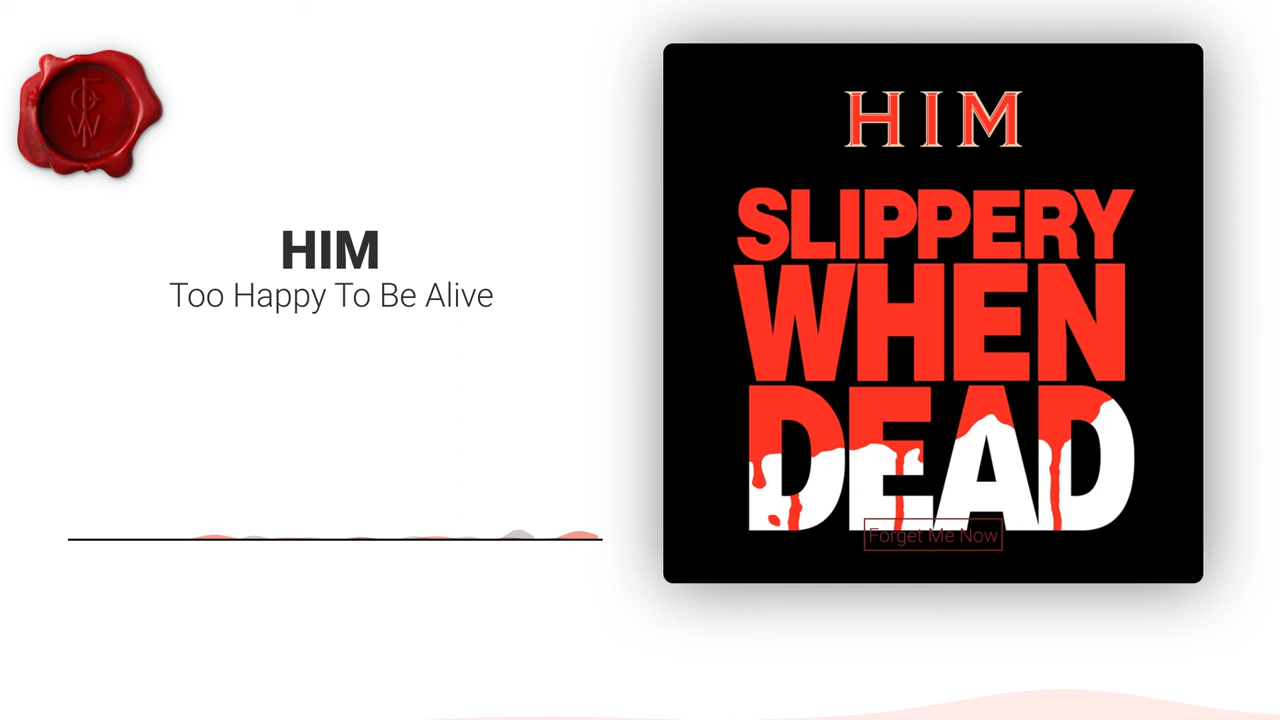 HIM
Too Happy To Be Alive
HIM
SLIPPERY
WHEN
DEAD
Forget Me Now